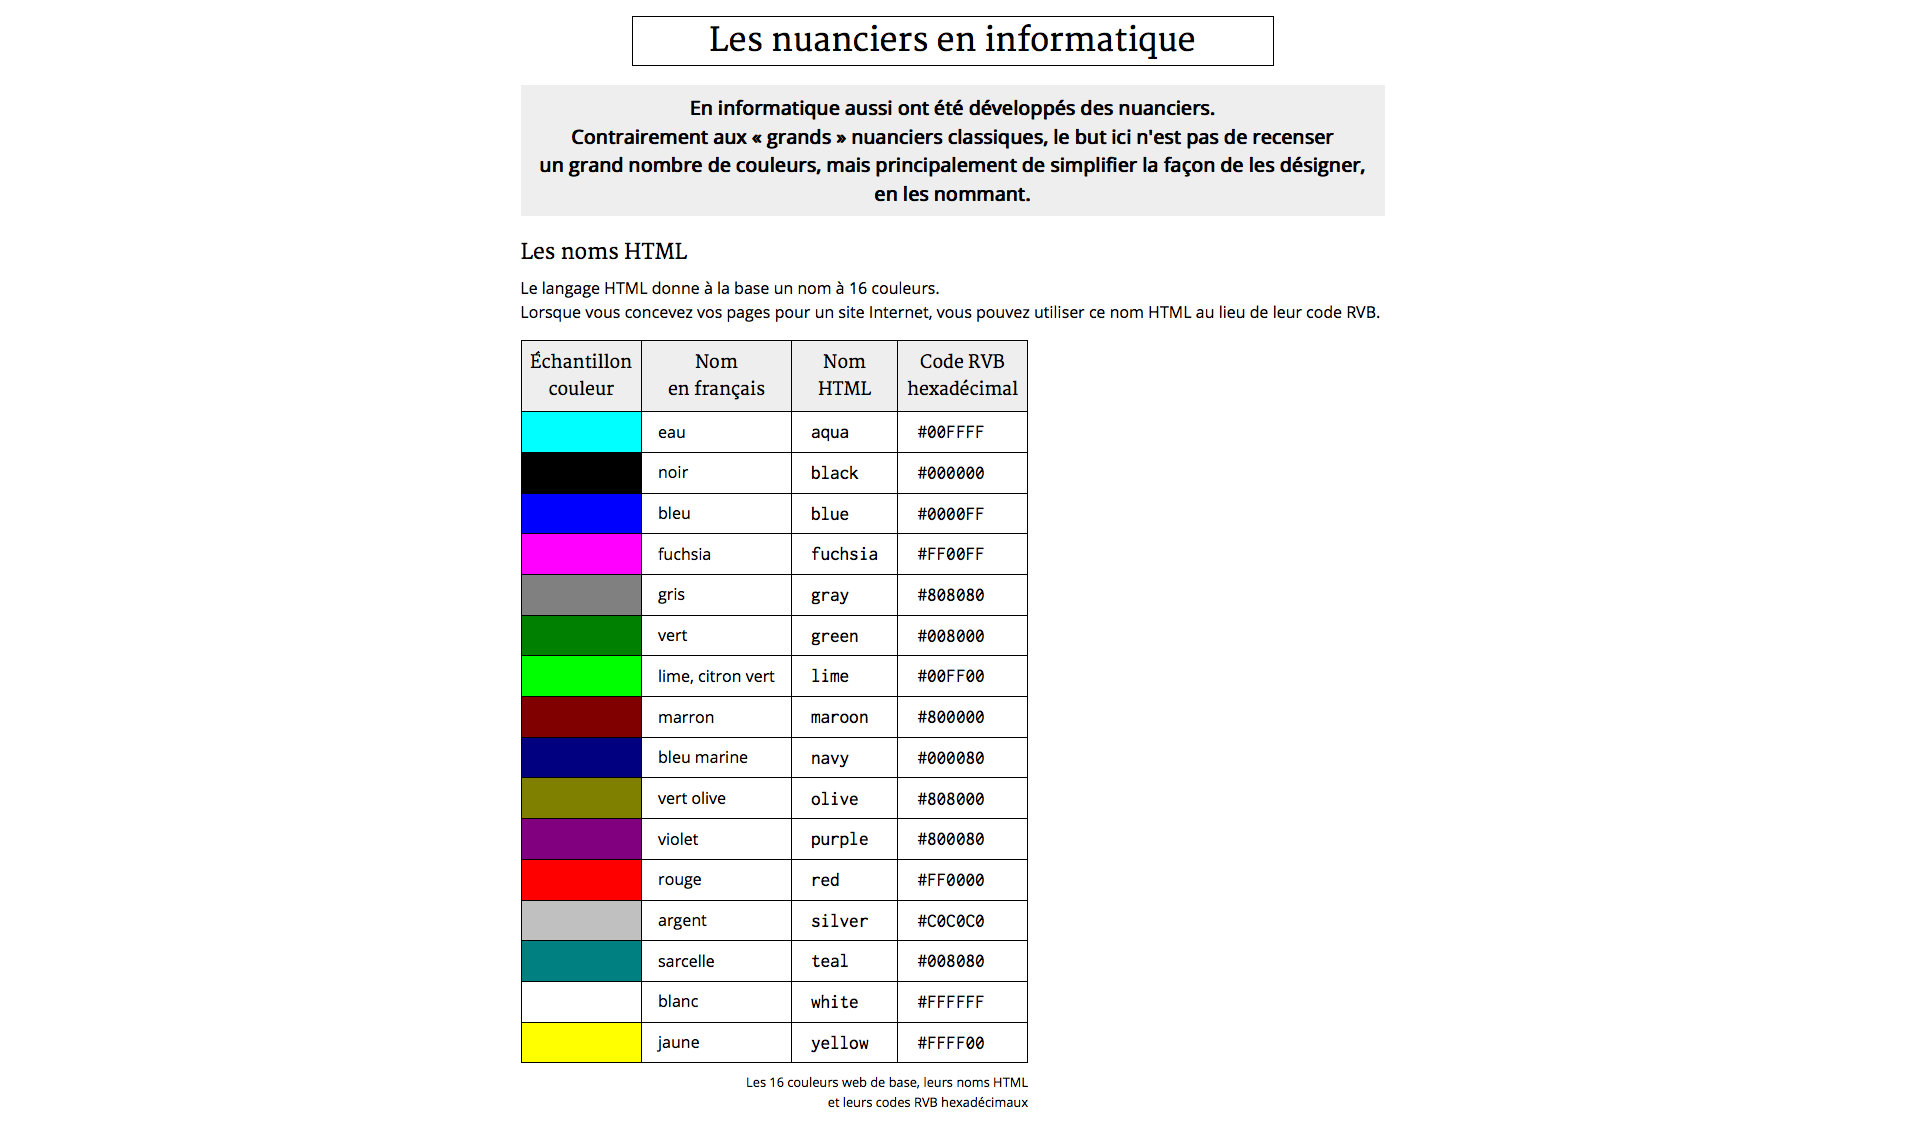 Les nuanciers en informatique
En informatique aussi ont été développés des nuanciers.
Contrairement aux « grands » nuanciers classiques, le but ici n'est pas de recenser
un grand nombre de couleurs, mais principalement de simplifier la façon de les désigner,
en les nommant.
Les noms HTML
Le langage HTML donne à la base un nom à 16 couleurs.
Lorsque vous concevez vos pages pour un site Internet, vous pouvez utiliser ce nom HTML au lieu de leur code RVB.
Échantillon couleur Nom en français Nom HTML Code RVB hexadécimal
eau aqua #00FFFF
noir black #000000
bleu blue #0000FF
fuchsia fuchsia #FF00FF
gris gray #808080
vert green #008000
lime, citron vert lime #00FF00
marron maroon #800000
bleu marine navy #000080
vert olive olive #808000
violet purple #800080
rouge red #FF0000
argent silver #C0C0C0
sarcelle teal #008080
blanc white #FFFFFF
jaune yellow #FFFF00
Les 16 couleurs web de base, leurs noms HTML
et leurs codes RVB hexadécimaux